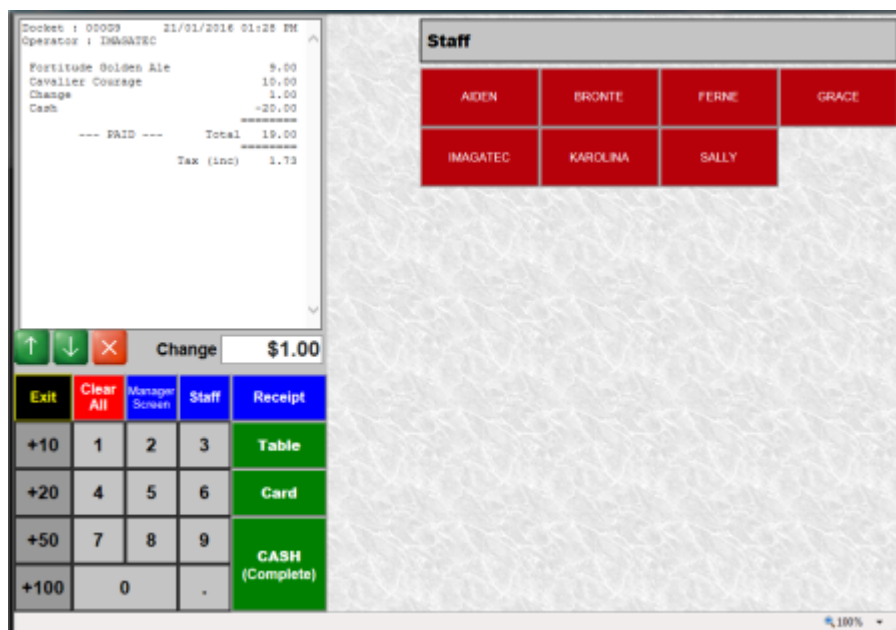 Docket : 000G9 21/01/2016 01:28 PM
Operator : IMAGATEC
Fortitude Golden Ale 9.00
Cavalier Courage 10.00
Change 1.00
Cash -20.00
========
--- PAID --- Total 19.00
========
Tax (inc) 1.73
Change $1.00
Exit Clear All Manager Screen Staff Receipt
+10 1 2 3 Table
+20 4 5 6 Card
+50 7 8 9 CASH (Complete)
+100 0 .
Staff
AIDEN BRONTE FERNE GRACE
IMAGATEC KAROLINA SALLY
100%